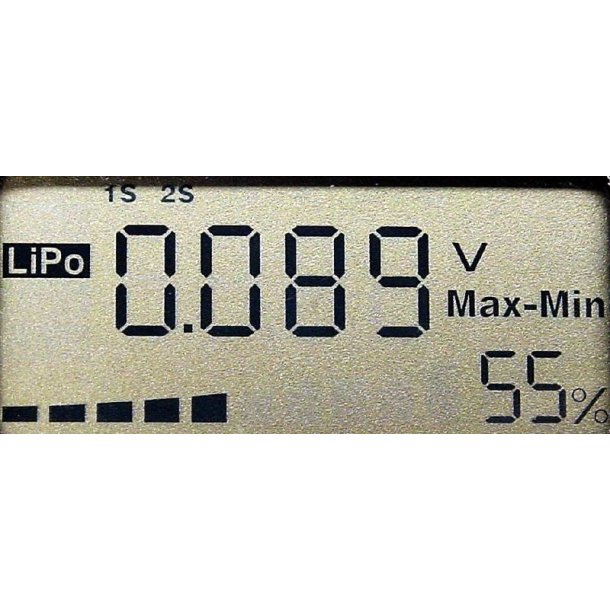 1S 2S
LiPo 0.089 V
Max-Min
55%